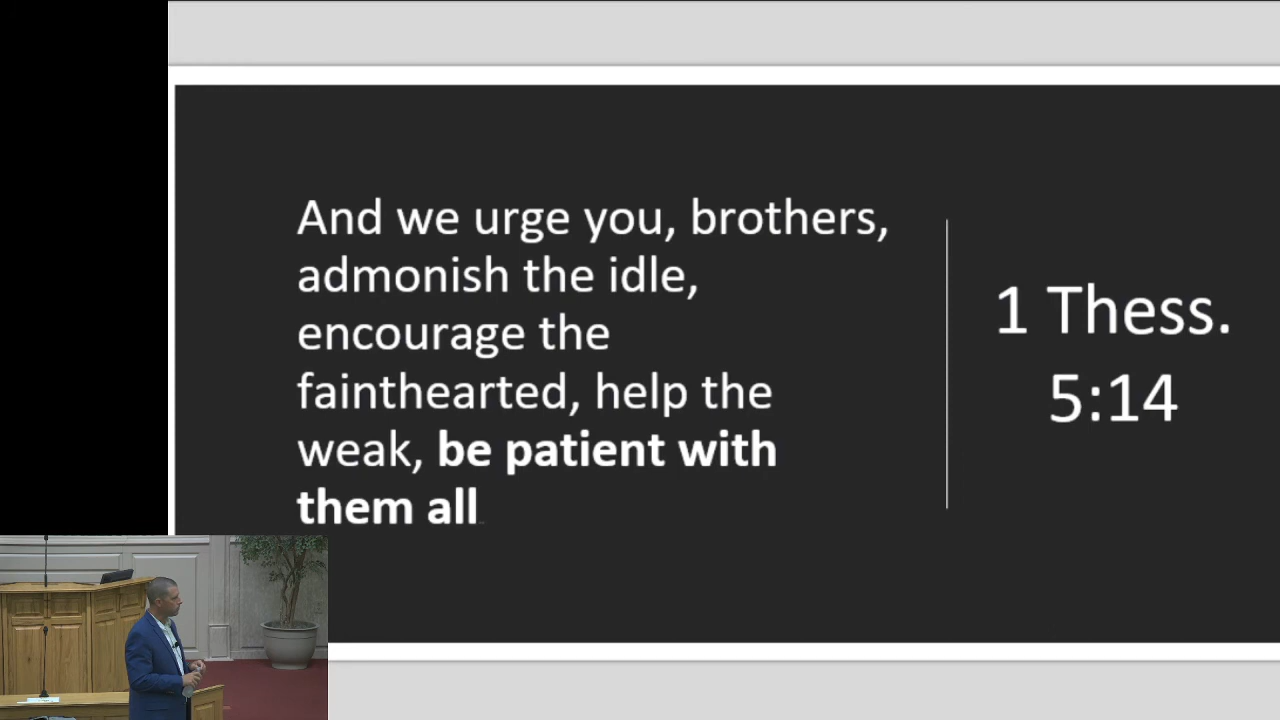 And we urge you, brothers,
admonish the idle,
encourage the
fainthearted, help the
weak, be patient with
them all
1 Thess.
5:14